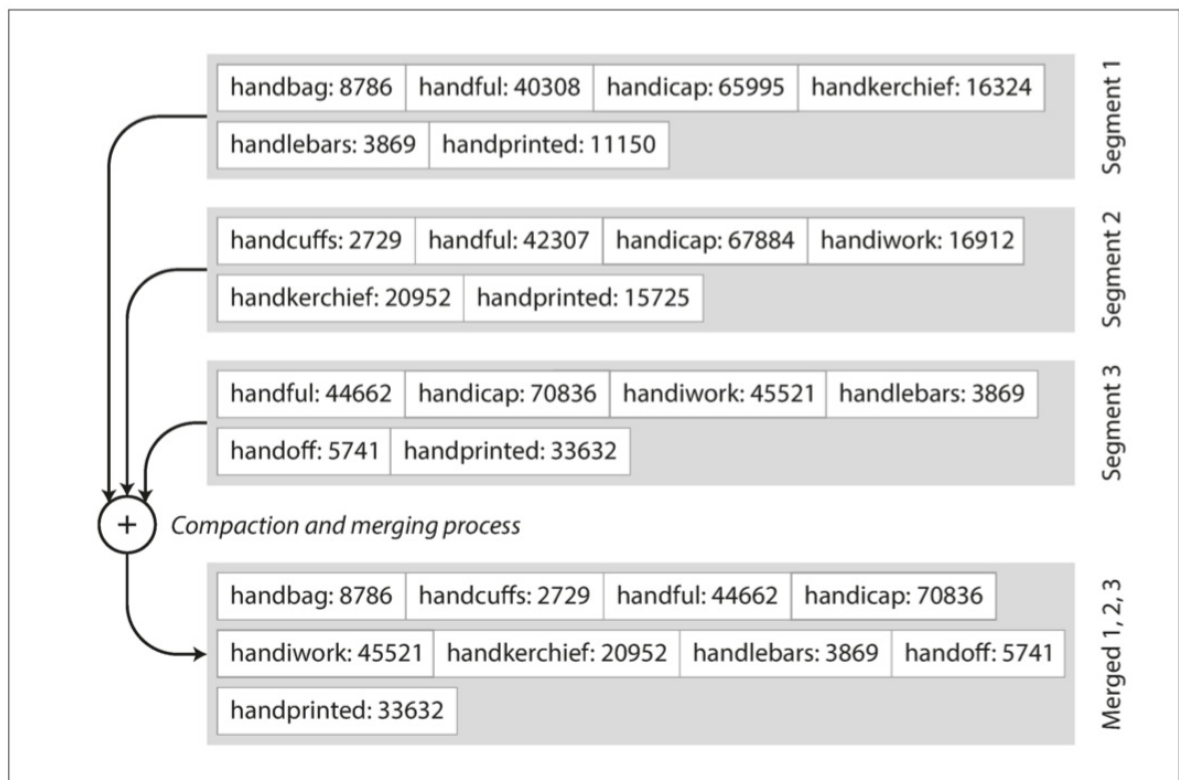 handbag: 8786 handful: 40308 handicap: 65995 handkerchief: 16324
handlebars: 3869 handprinted: 11150
Segment 1
handcuffs: 2729 handful: 42307 handicap: 67884 handiwork: 16912
handkerchief: 20952 handprinted: 15725
Segment 2
handful: 44662 handicap: 70836 handiwork: 45521 handlebars: 3869
handoff: 5741 handprinted: 33632
Segment 3
+ Compaction and merging process
handbag: 8786 handcuffs: 2729 handful: 44662 handicap: 70836
handiwork: 45521 handkerchief: 20952 handlebars: 3869 handoff: 5741
handprinted: 33632
Merged 1, 2, 3